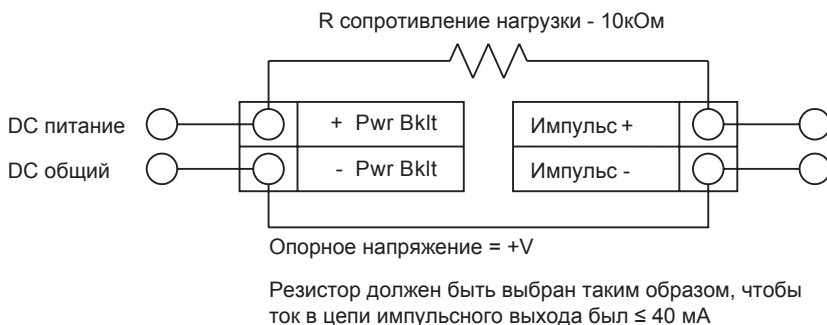 R сопротивление нагрузки - 10кОм
DC питание
+ Pwr Bklt
Импульс +
DC общий
- Pwr Bklt
Импульс -
Опорное напряжение = +V
Резистор должен быть выбран таким образом, чтобы
ток в цепи импульсного выхода был ≤ 40 мА